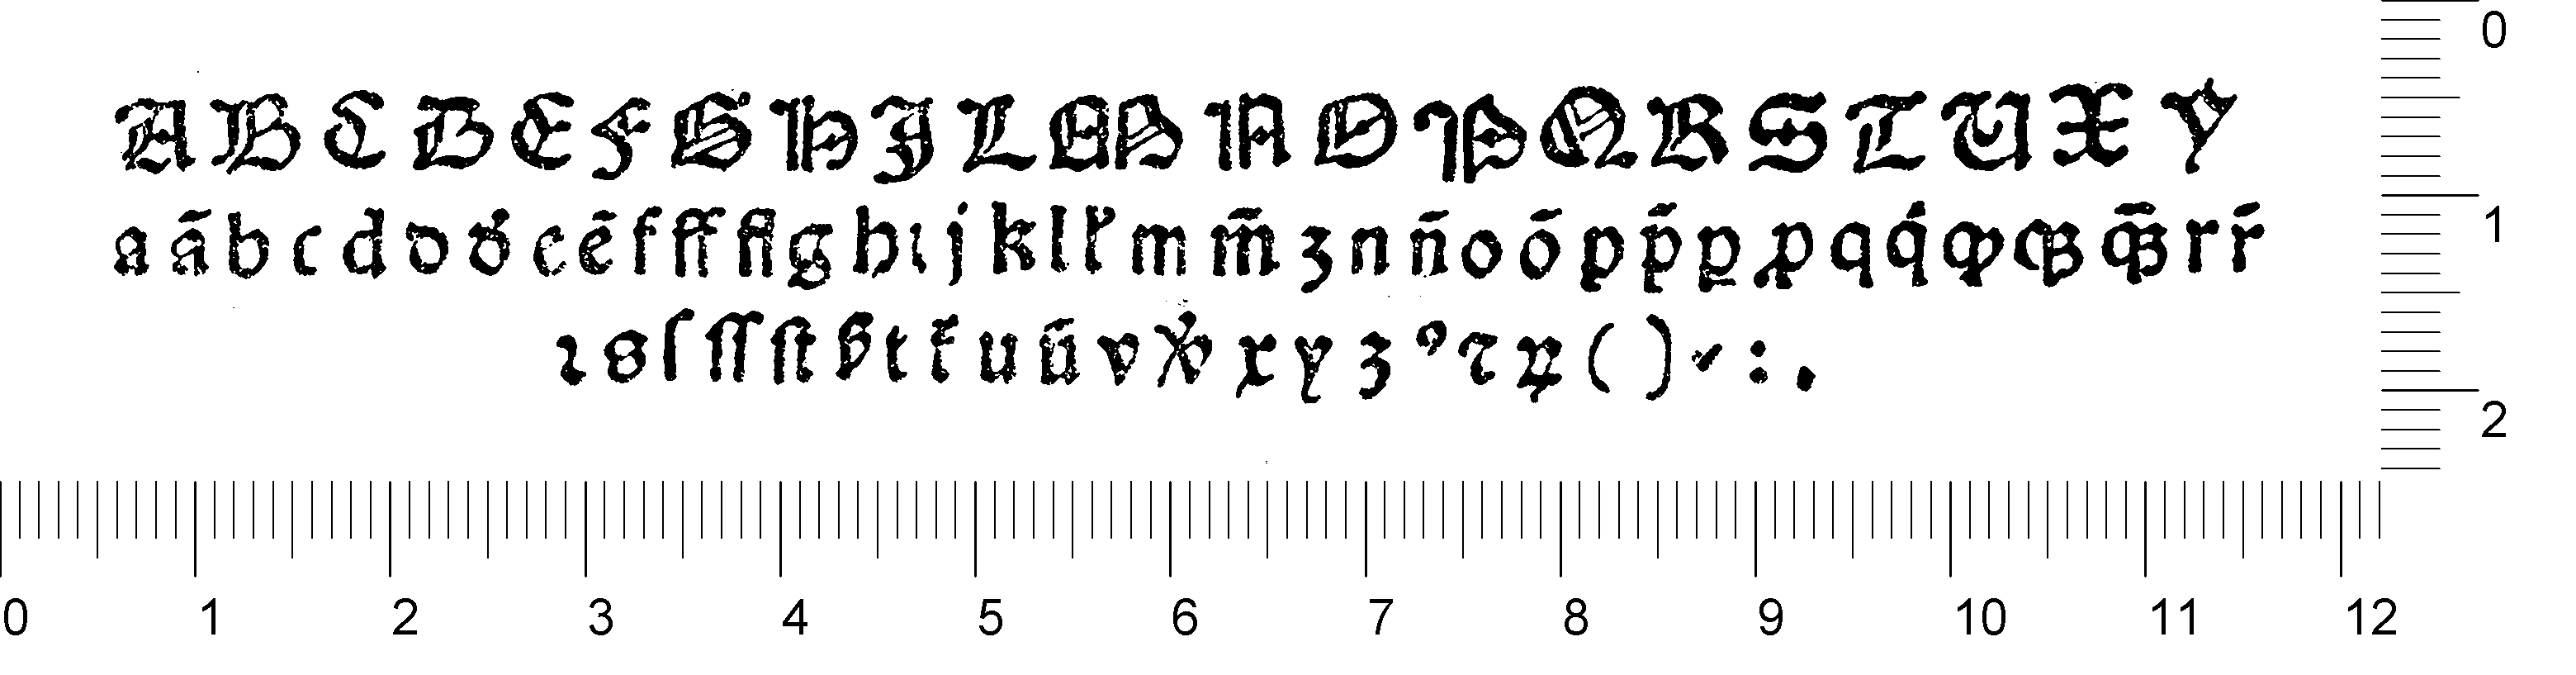 A B C D E F G H I L M N O P Q R S T U X Y
a ã b c d d đ e ẽ f ff fl g h ı j k l l̉ m m̃ ʒ n ñ o õ p p̃ ꝑ ꝓ q q́ ꝙ ꝗꝫ q̃ꝫ r r̃
ꝛ s ſ ſſ ſt ß t t̃ u ũ v w x y ʒ ꝰ ⁊ ꝝ ( ) - : .
0
1
2
0 1 2 3 4 5 6 7 8 9 10 11 12